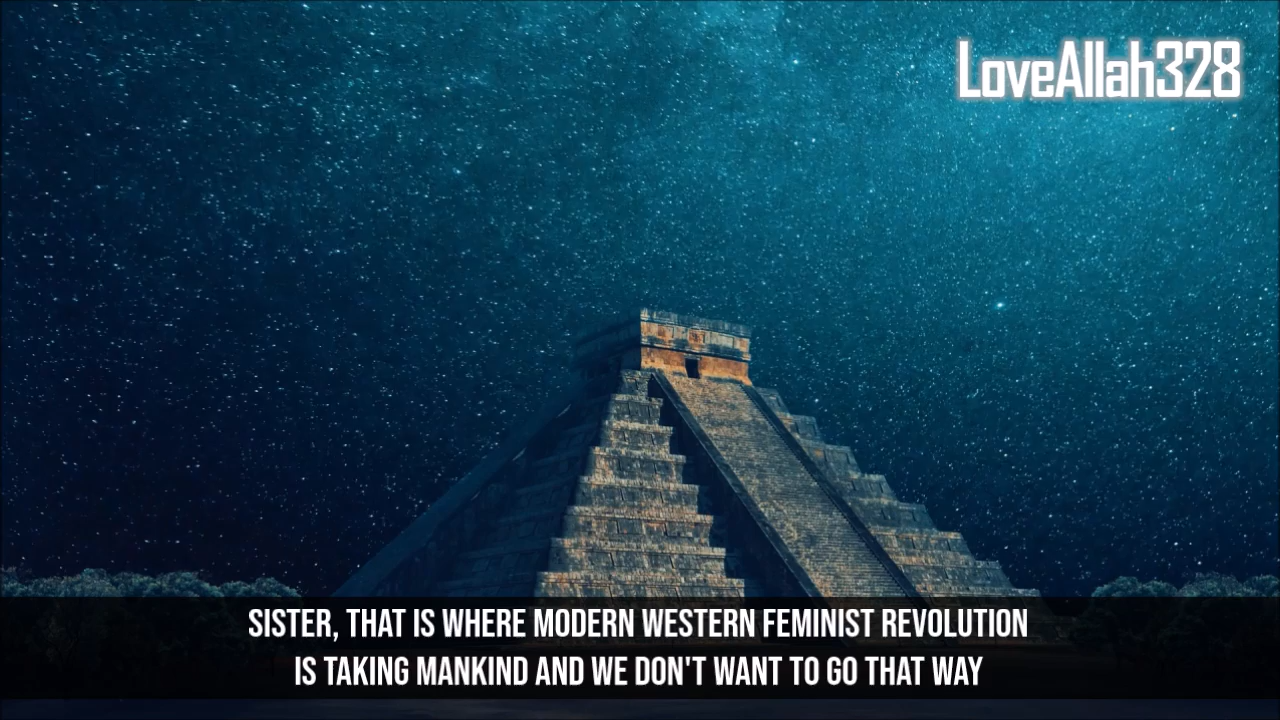 LoveAllah328
SISTER, THAT IS WHERE MODERN WESTERN FEMINIST REVOLUTION
IS TAKING MANKIND AND WE DON'T WANT TO GO THAT WAY